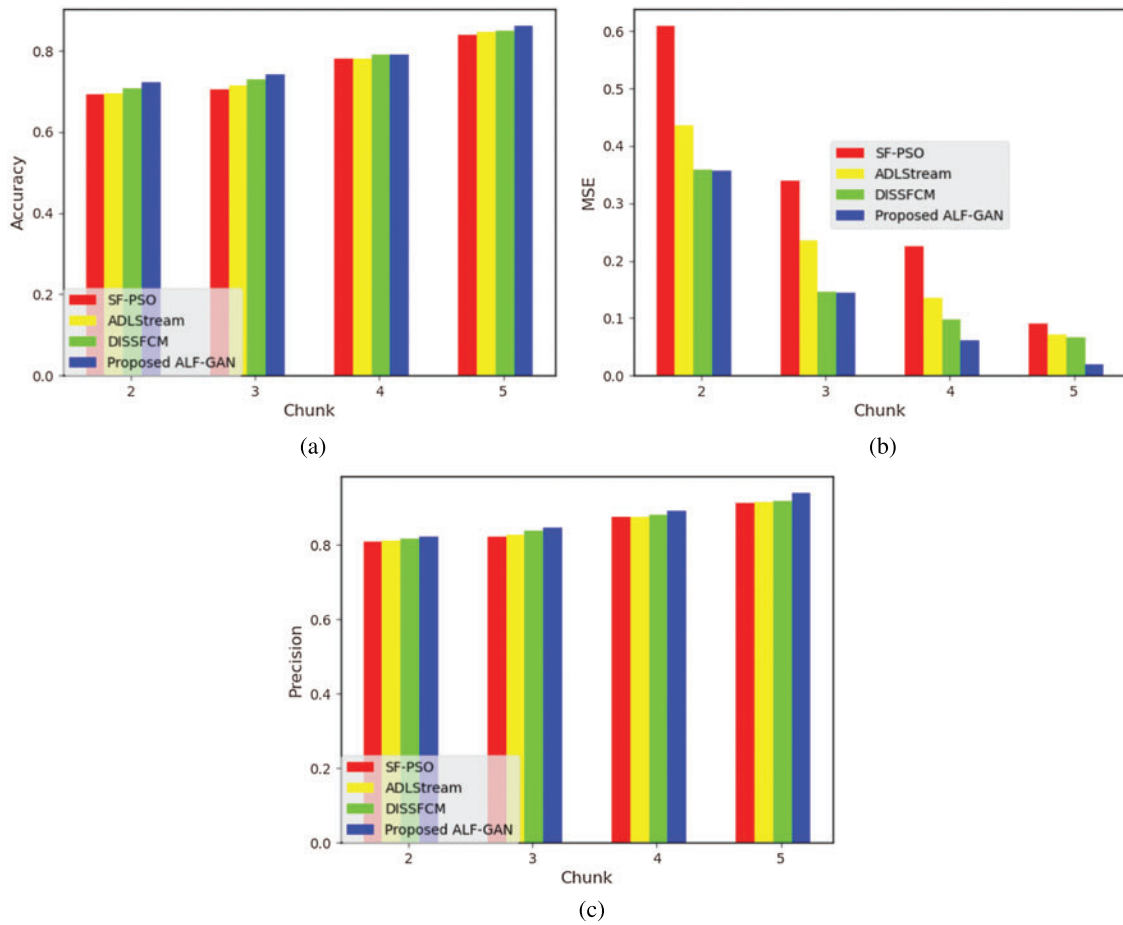 Accuracy
0.8
0.6
0.4
0.2
0.0
SF-PSO
ADLStream
DISSFCM
Proposed ALF-GAN
2 3 4 5
Chunk
(a)
MSE
0.6
0.5
0.4
0.3
0.2
0.1
0.0
SF-PSO
ADLStream
DISSFCM
Proposed ALF-GAN
2 3 4 5
Chunk
(b)
Precision
0.8
0.6
0.4
0.2
0.0
SF-PSO
ADLStream
DISSFCM
Proposed ALF-GAN
2 3 4 5
Chunk
(c)